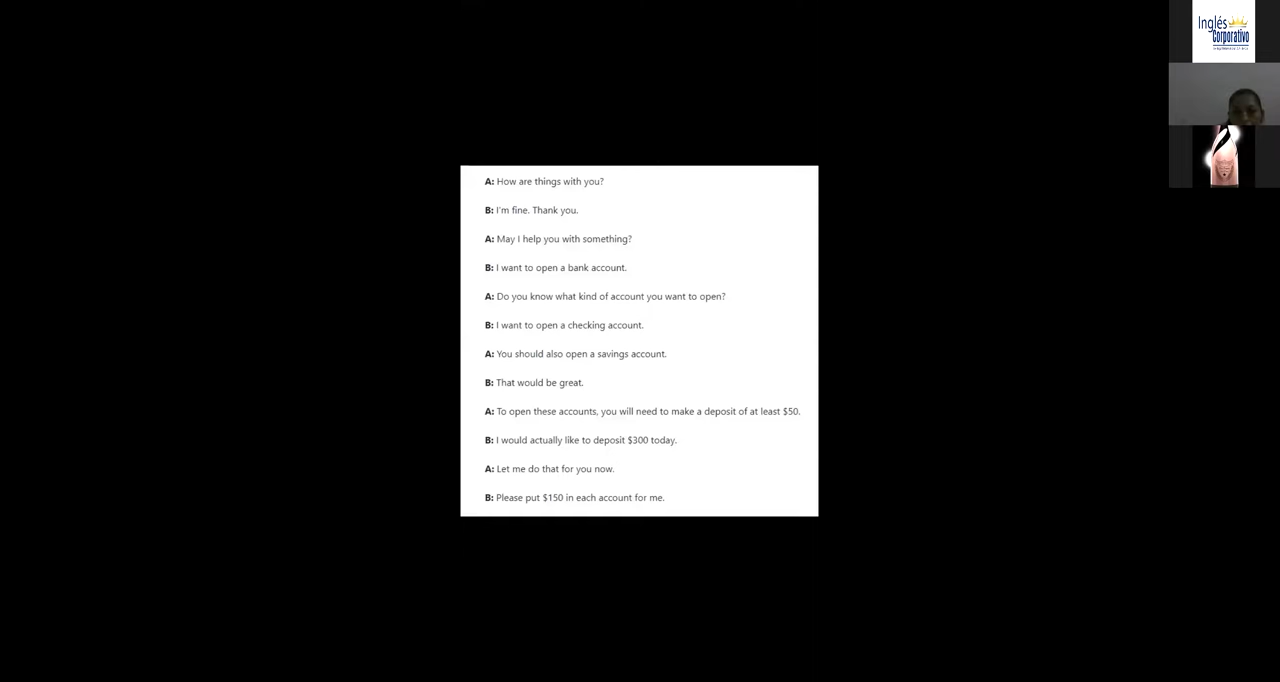 Inglés
Corporativo
A: How are things with you?
B: I'm fine. Thank you.
A: May I help you with something?
B: I want to open a bank account.
A: Do you know what kind of account you want to open?
B: I want to open a checking account.
A: You should also open a savings account.
B: That would be great.
A: To open these accounts, you will need to make a deposit of at least $50.
B: I would actually like to deposit $300 today.
A: Let me do that for you now.
B: Please put $150 in each account for me.